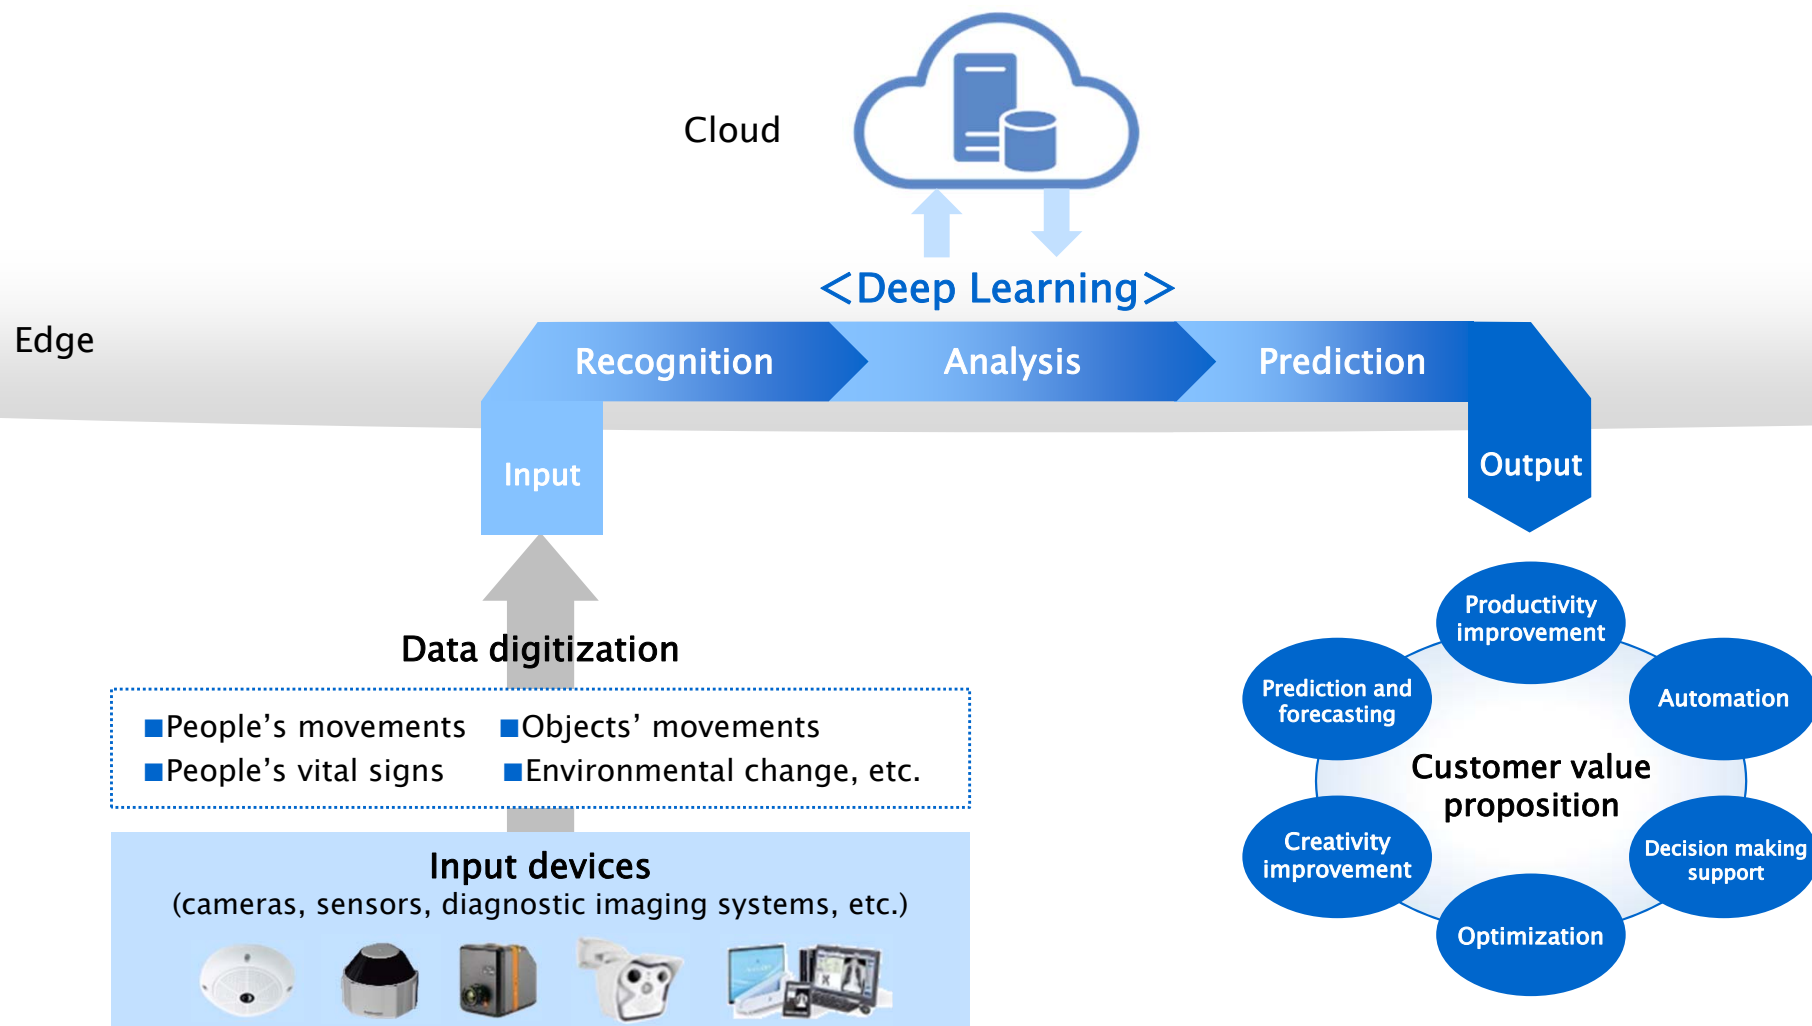 Cloud
＜Deep Learning＞
Edge
Recognition
Analysis
Prediction
Input
Output
Data digitization
■People’s movements ■Objects’ movements
■People’s vital signs ■Environmental change, etc.
Input devices
(cameras, sensors, diagnostic imaging systems, etc.)
Productivity
improvement
Prediction and
forecasting
Automation
Customer value
proposition
Creativity
improvement
Decision making
support
Optimization